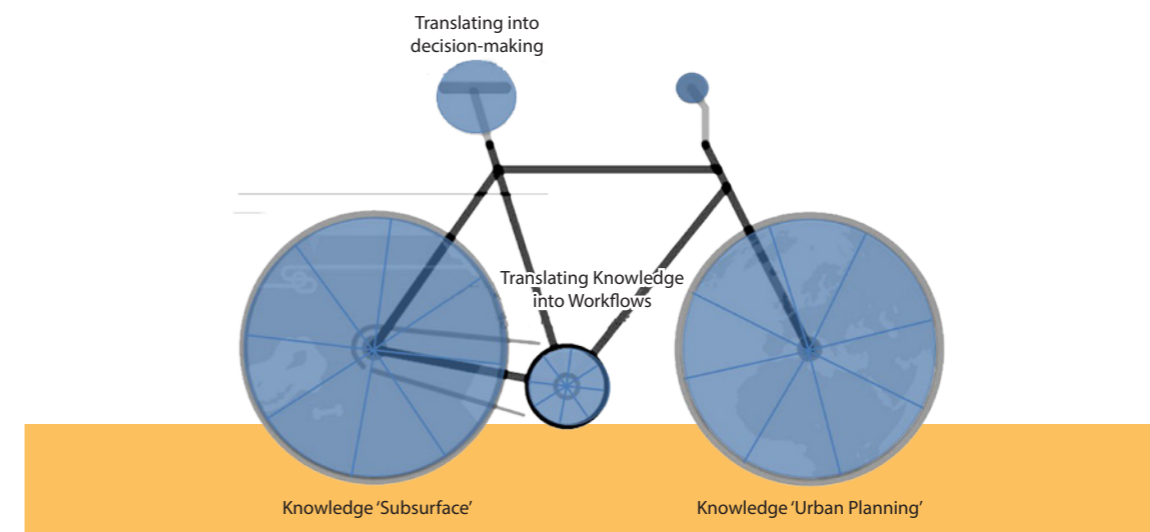 Translating into
decision-making
Translating Knowledge
into Workflows
Knowledge ‘Subsurface’
Knowledge ‘Urban Planning’